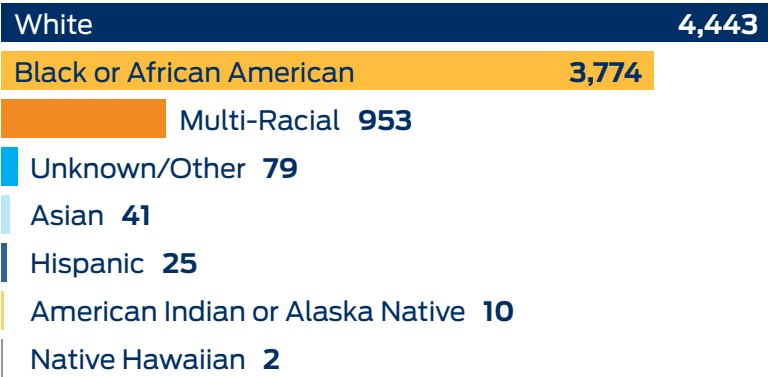 White 4,443
Black or African American 3,774
Multi-Racial 953
Unknown/Other 79
Asian 41
Hispanic 25
American Indian or Alaska Native 10
Native Hawaiian 2